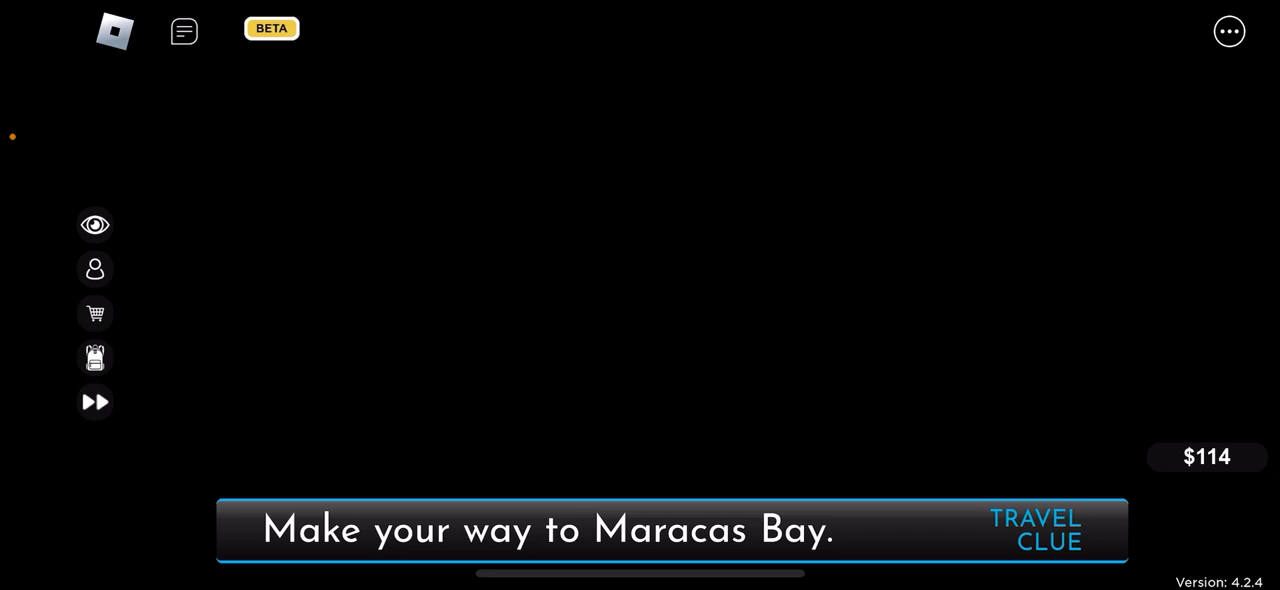 BETA
$114
Make your way to Maracas Bay.
TRAVEL
CLUE
Version: 4.2.4